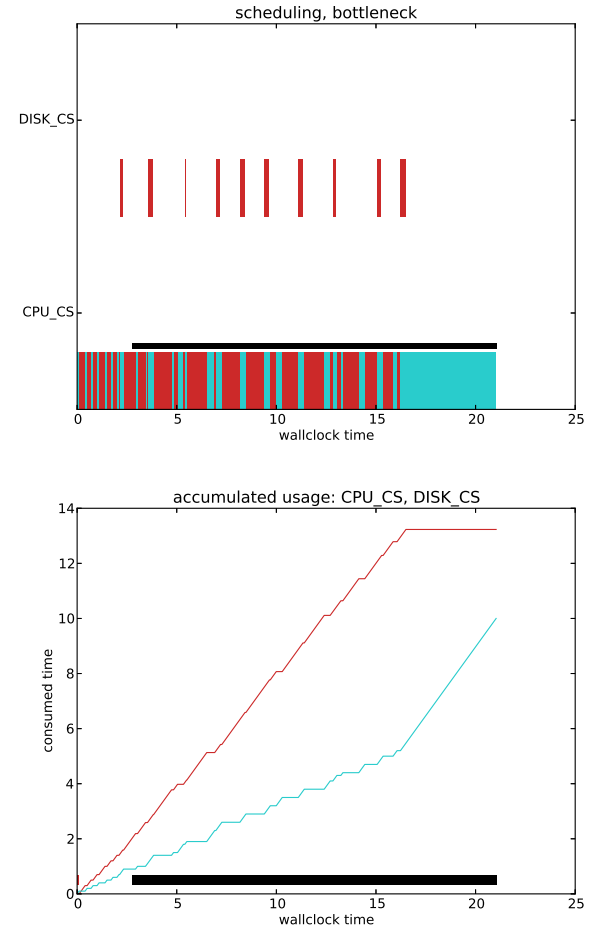 scheduling, bottleneck
DISK_CS
CPU_CS
0 5 10 15 20 25
wallclock time
accumulated usage: CPU_CS, DISK_CS
14
12
10
8
6
4
2
0
consumed time
0 5 10 15 20 25
wallclock time